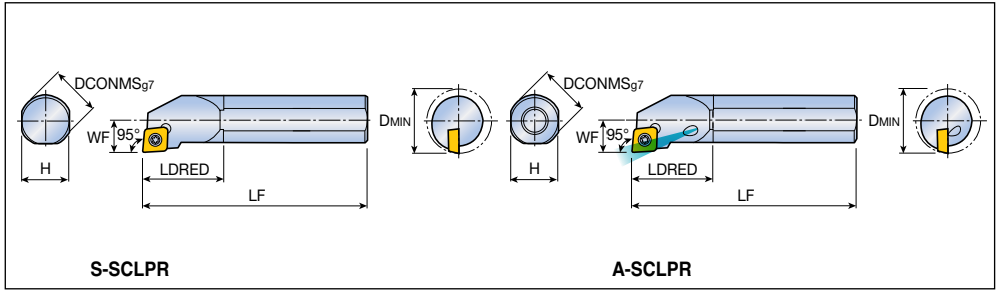 DCONMSg7
WF
95°
H
LDRED
LF
DMIN
S-SCLPR
DCONMSg7
WF
95°
H
LDRED
LF
DMIN
A-SCLPR